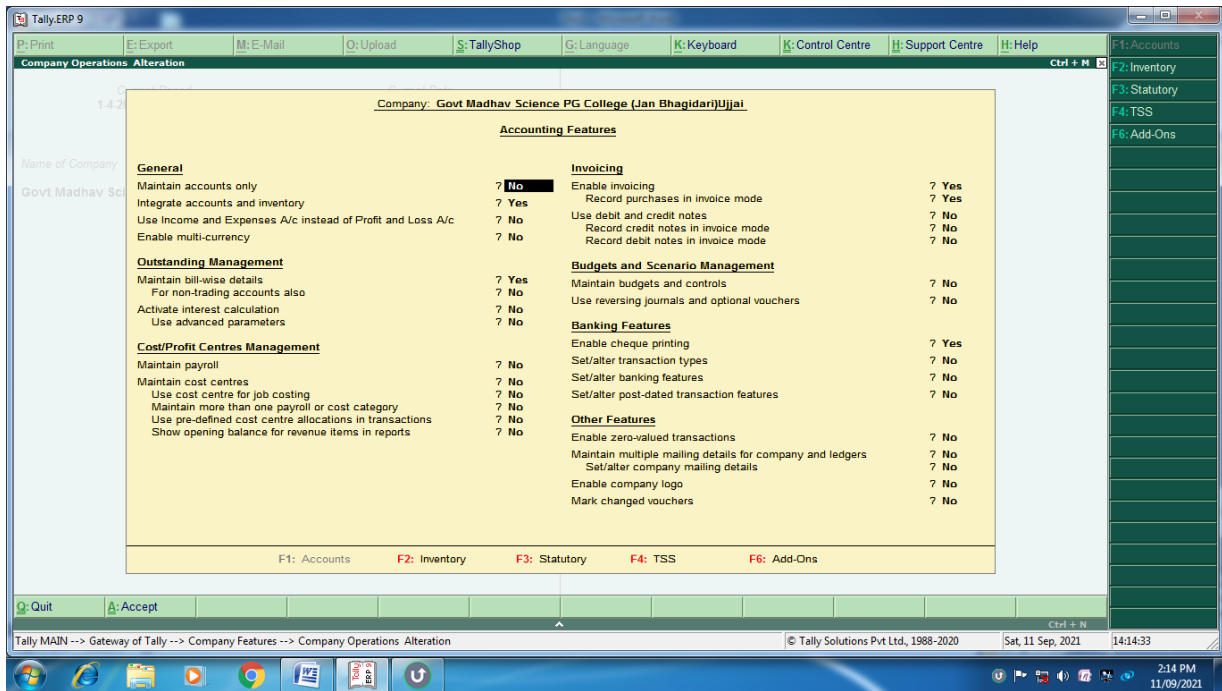 Tally.ERP 9
P: Print E: Export M: E-Mail O: Upload S: TallyShop G: Language K: Keyboard K: Control Centre H: Support Centre H: Help
F1: Accounts
F2: Inventory
F3: Statutory
F4: TSS
F6: Add-Ons
Company Operations Alteration Ctrl + M
1-4-2
Name of Company
Govt Madhav Sci
Company: Govt Madhav Science PG College (Jan Bhagidari)Ujjai
Accounting Features
General
Maintain accounts only ? No
Integrate accounts and inventory ? Yes
Use Income and Expenses A/c instead of Profit and Loss A/c ? No
Enable multi-currency ? No
Outstanding Management
Maintain bill-wise details ? Yes
For non-trading accounts also ? No
Activate interest calculation ? No
Use advanced parameters ? No
Cost/Profit Centres Management
Maintain payroll ? No
Maintain cost centres ? No
Use cost centre for job costing ? No
Maintain more than one payroll or cost category ? No
Use pre-defined cost centre allocations in transactions ? No
Show opening balance for revenue items in reports ? No
Invoicing
Enable invoicing ? Yes
Record purchases in invoice mode ? Yes
Use debit and credit notes ? No
Record credit notes in invoice mode ? No
Record debit notes in invoice mode ? No
Budgets and Scenario Management
Maintain budgets and controls ? No
Use reversing journals and optional vouchers ? No
Banking Features
Enable cheque printing ? Yes
Set/alter transaction types ? No
Set/alter banking features ? No
Set/alter post-dated transaction features ? No
Other Features
Enable zero-valued transactions ? No
Maintain multiple mailing details for company and ledgers ? No
Set/alter company mailing details ? No
Enable company logo ? No
Mark changed vouchers ? No
F1: Accounts F2: Inventory F3: Statutory F4: TSS F6: Add-Ons
Q: Quit A: Accept
Ctrl + N
Tally MAIN --> Gateway of Tally --> Company Features --> Company Operations Alteration © Tally Solutions Pvt Ltd., 1988-2020 Sat, 11 Sep, 2021 14:14:33
2:14 PM
11/09/2021